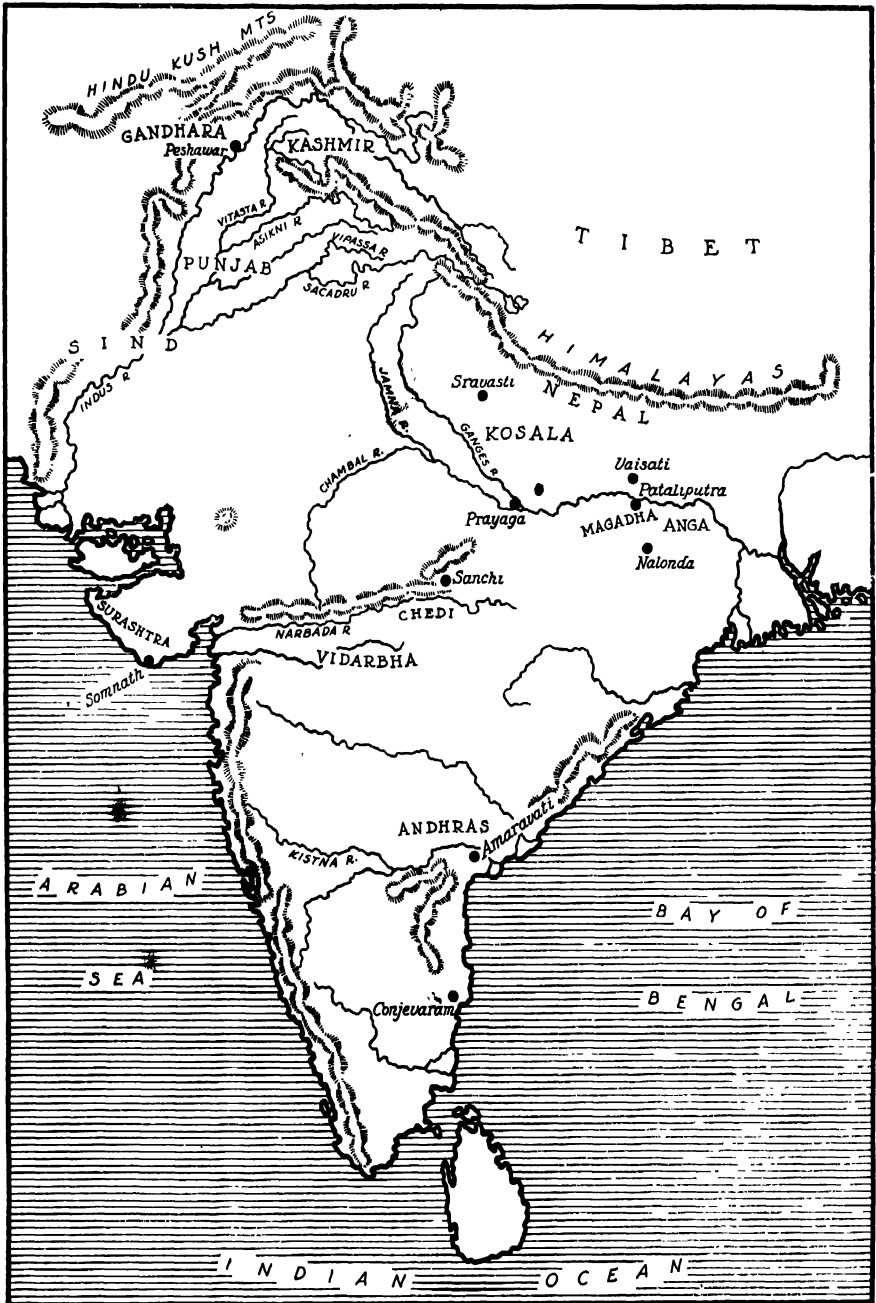 HINDU KUSH MTS
GANDHARA
Peshawar
KASHMIR
VITASTA R
ASIKNI R
VIPASSA R
PUNJAB
SACADRU R
TIBET
SIND
INDUS R
HIMALAYAS
NEPAL
JAMNA R.
Sravasti
GANGES R
KOSALA
CHAMBAL R.
Vaisati
Pataliputra
Prayaga
MAGADHA
ANGA
Nalonda
Sanchi
CHEDI
SURASHTRA
NARBADA R
VIDARBHA
Somnath
ANDHRAS
Amaravati
KISTNA R.
ARABIAN
SEA
BAY OF
BENGAL
Conjevaram
INDIAN OCEAN